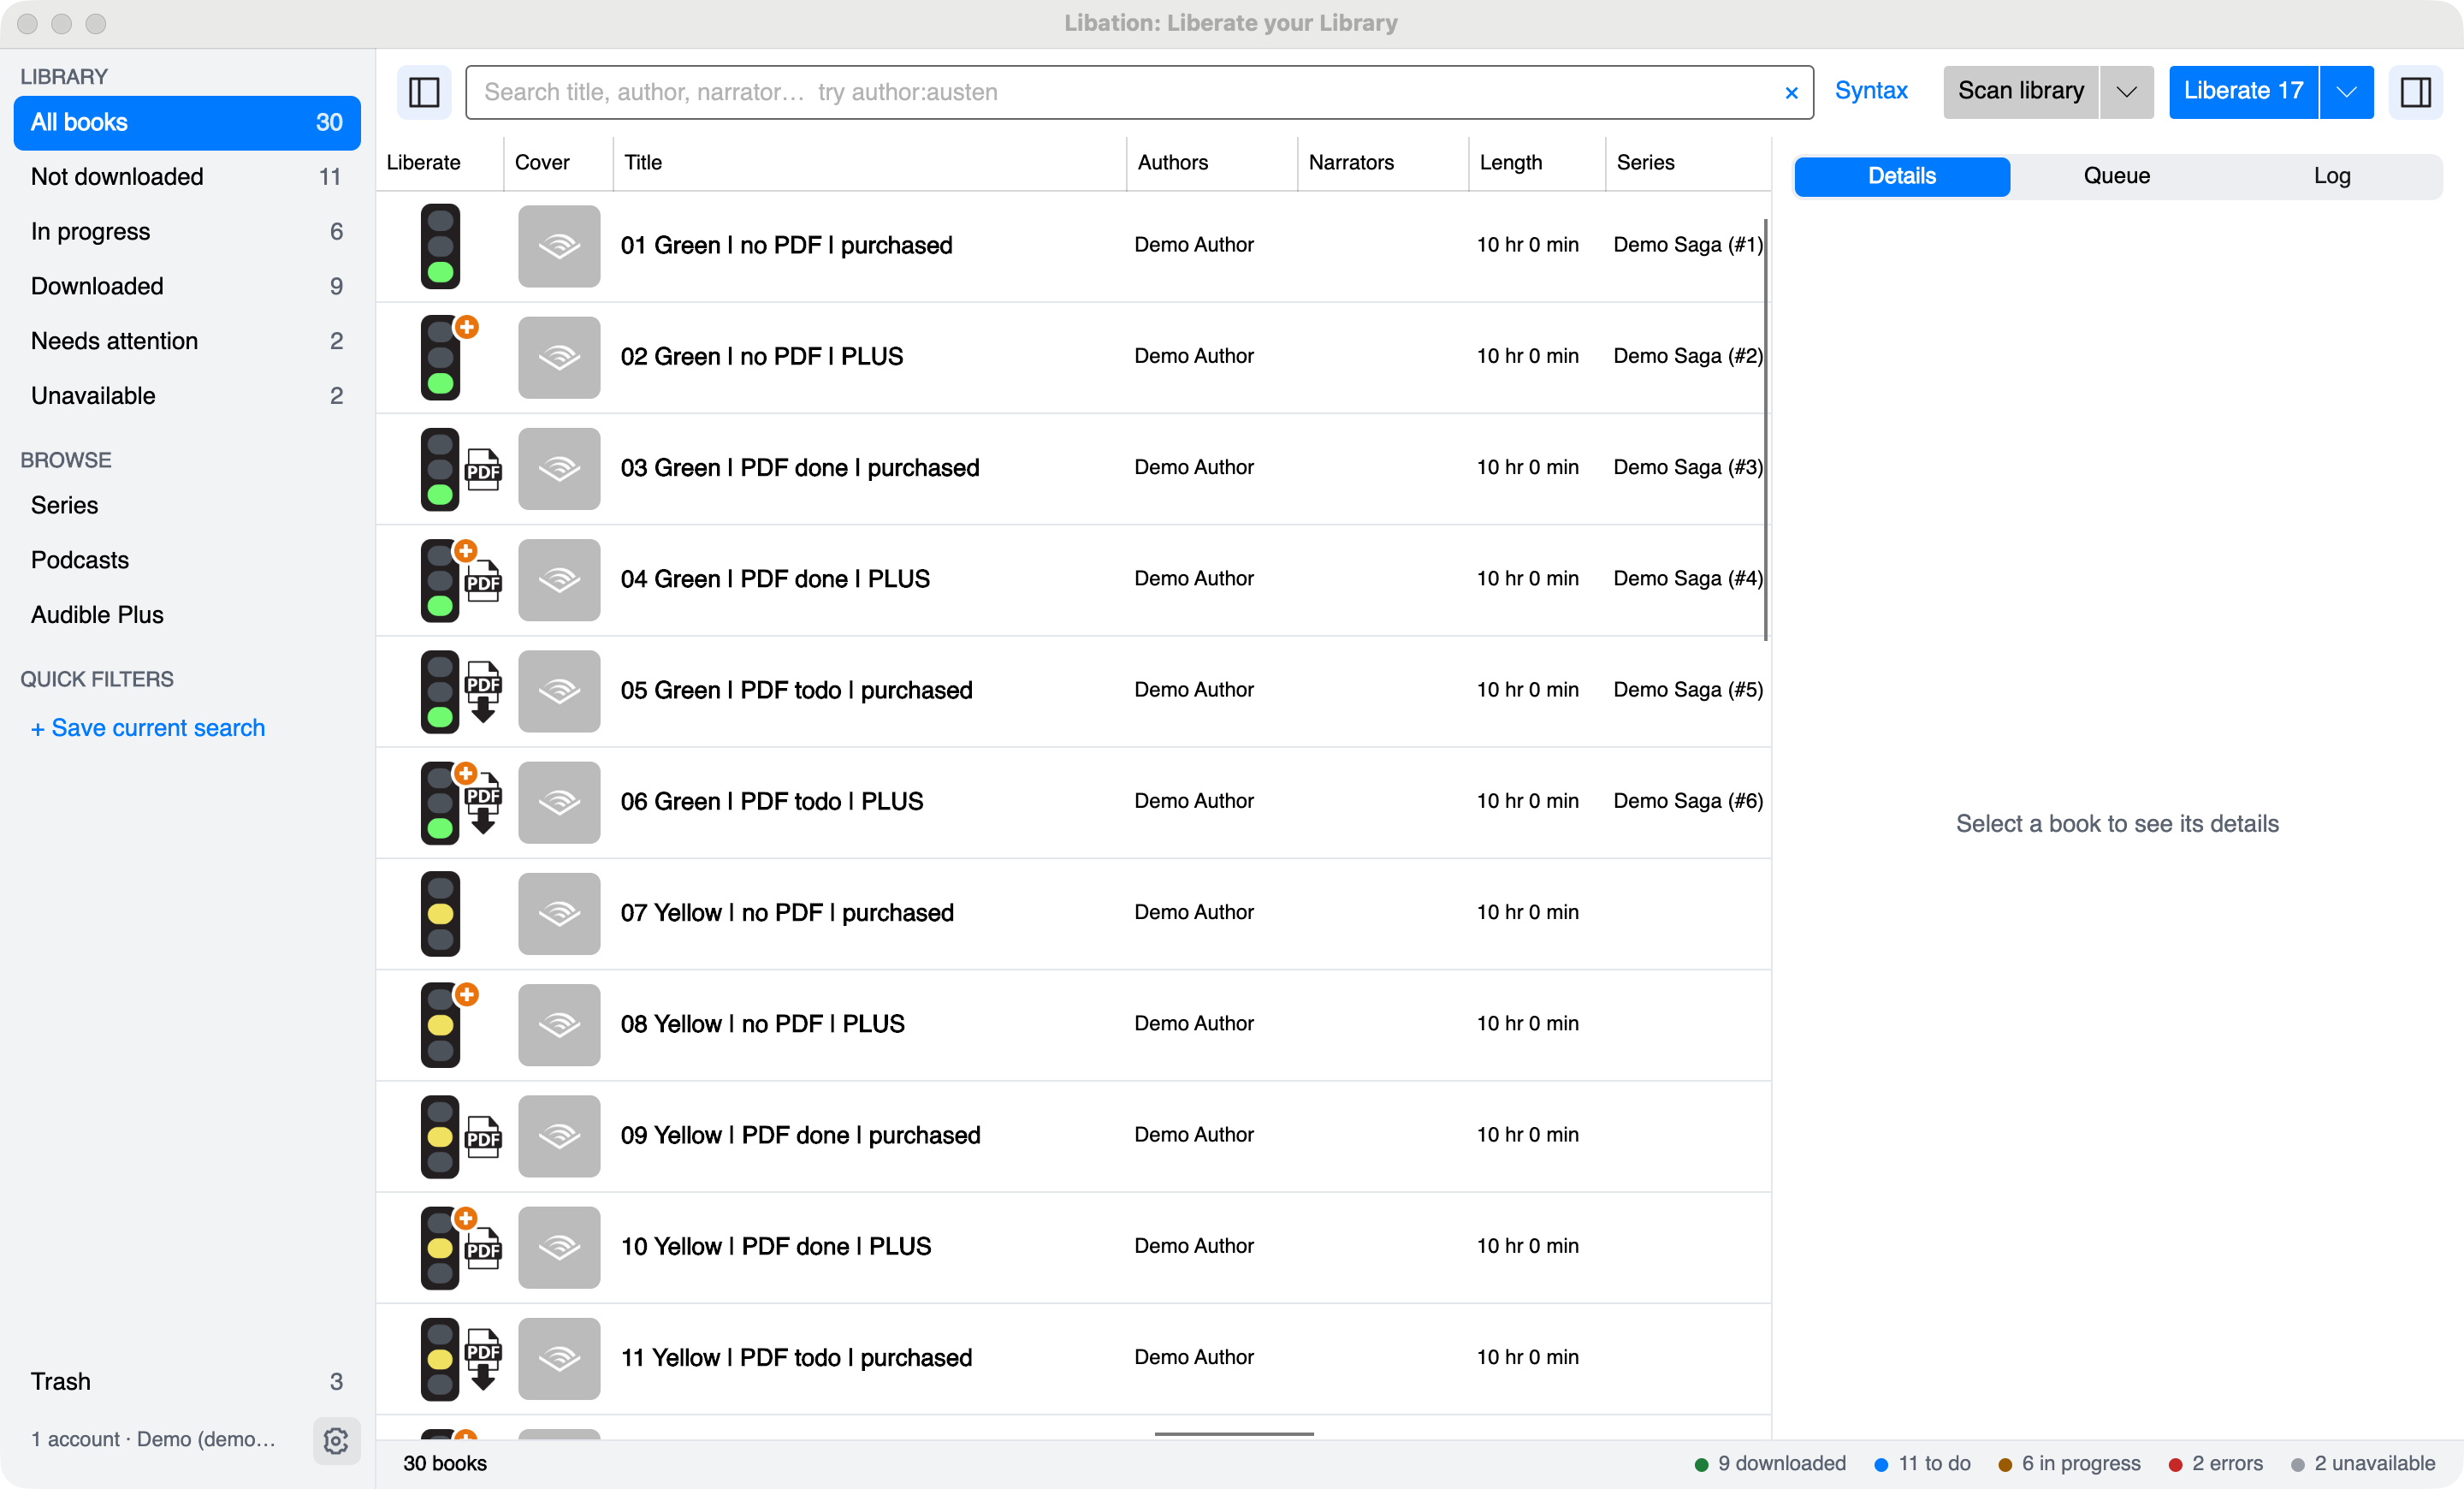 Libation: Liberate your Library
LIBRARY
All books 30
Not downloaded 11
In progress 6
Downloaded 9
Needs attention 2
Unavailable 2
BROWSE
Series
Podcasts
Audible Plus
QUICK FILTERS
+ Save current search
Trash 3
1 account · Demo (demo…
Search title, author, narrator… try author:austen × Syntax Scan library Liberate 17
Liberate Cover Title Authors Narrators Length Series
01 Green | no PDF | purchased Demo Author 10 hr 0 min Demo Saga (#1)
02 Green | no PDF | PLUS Demo Author 10 hr 0 min Demo Saga (#2)
PDF 03 Green | PDF done | purchased Demo Author 10 hr 0 min Demo Saga (#3)
PDF 04 Green | PDF done | PLUS Demo Author 10 hr 0 min Demo Saga (#4)
PDF 05 Green | PDF todo | purchased Demo Author 10 hr 0 min Demo Saga (#5)
PDF 06 Green | PDF todo | PLUS Demo Author 10 hr 0 min Demo Saga (#6)
07 Yellow | no PDF | purchased Demo Author 10 hr 0 min
08 Yellow | no PDF | PLUS Demo Author 10 hr 0 min
PDF 09 Yellow | PDF done | purchased Demo Author 10 hr 0 min
PDF 10 Yellow | PDF done | PLUS Demo Author 10 hr 0 min
PDF 11 Yellow | PDF todo | purchased Demo Author 10 hr 0 min
Details Queue Log
Select a book to see its details
30 books 9 downloaded 11 to do 6 in progress 2 errors 2 unavailable